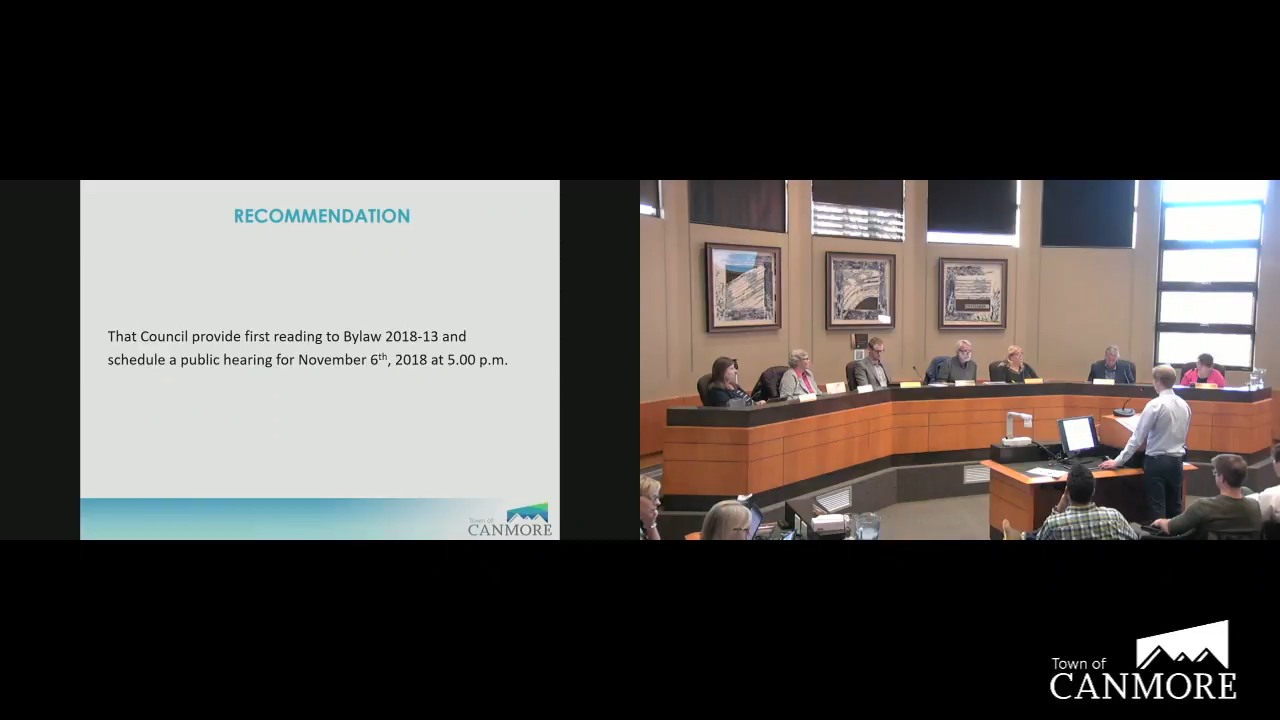 RECOMMENDATION
That Council provide first reading to Bylaw 2018-13 and
schedule a public hearing for November 6th, 2018 at 5.00 p.m.
Town of
CANMORE
Town of
CANMORE